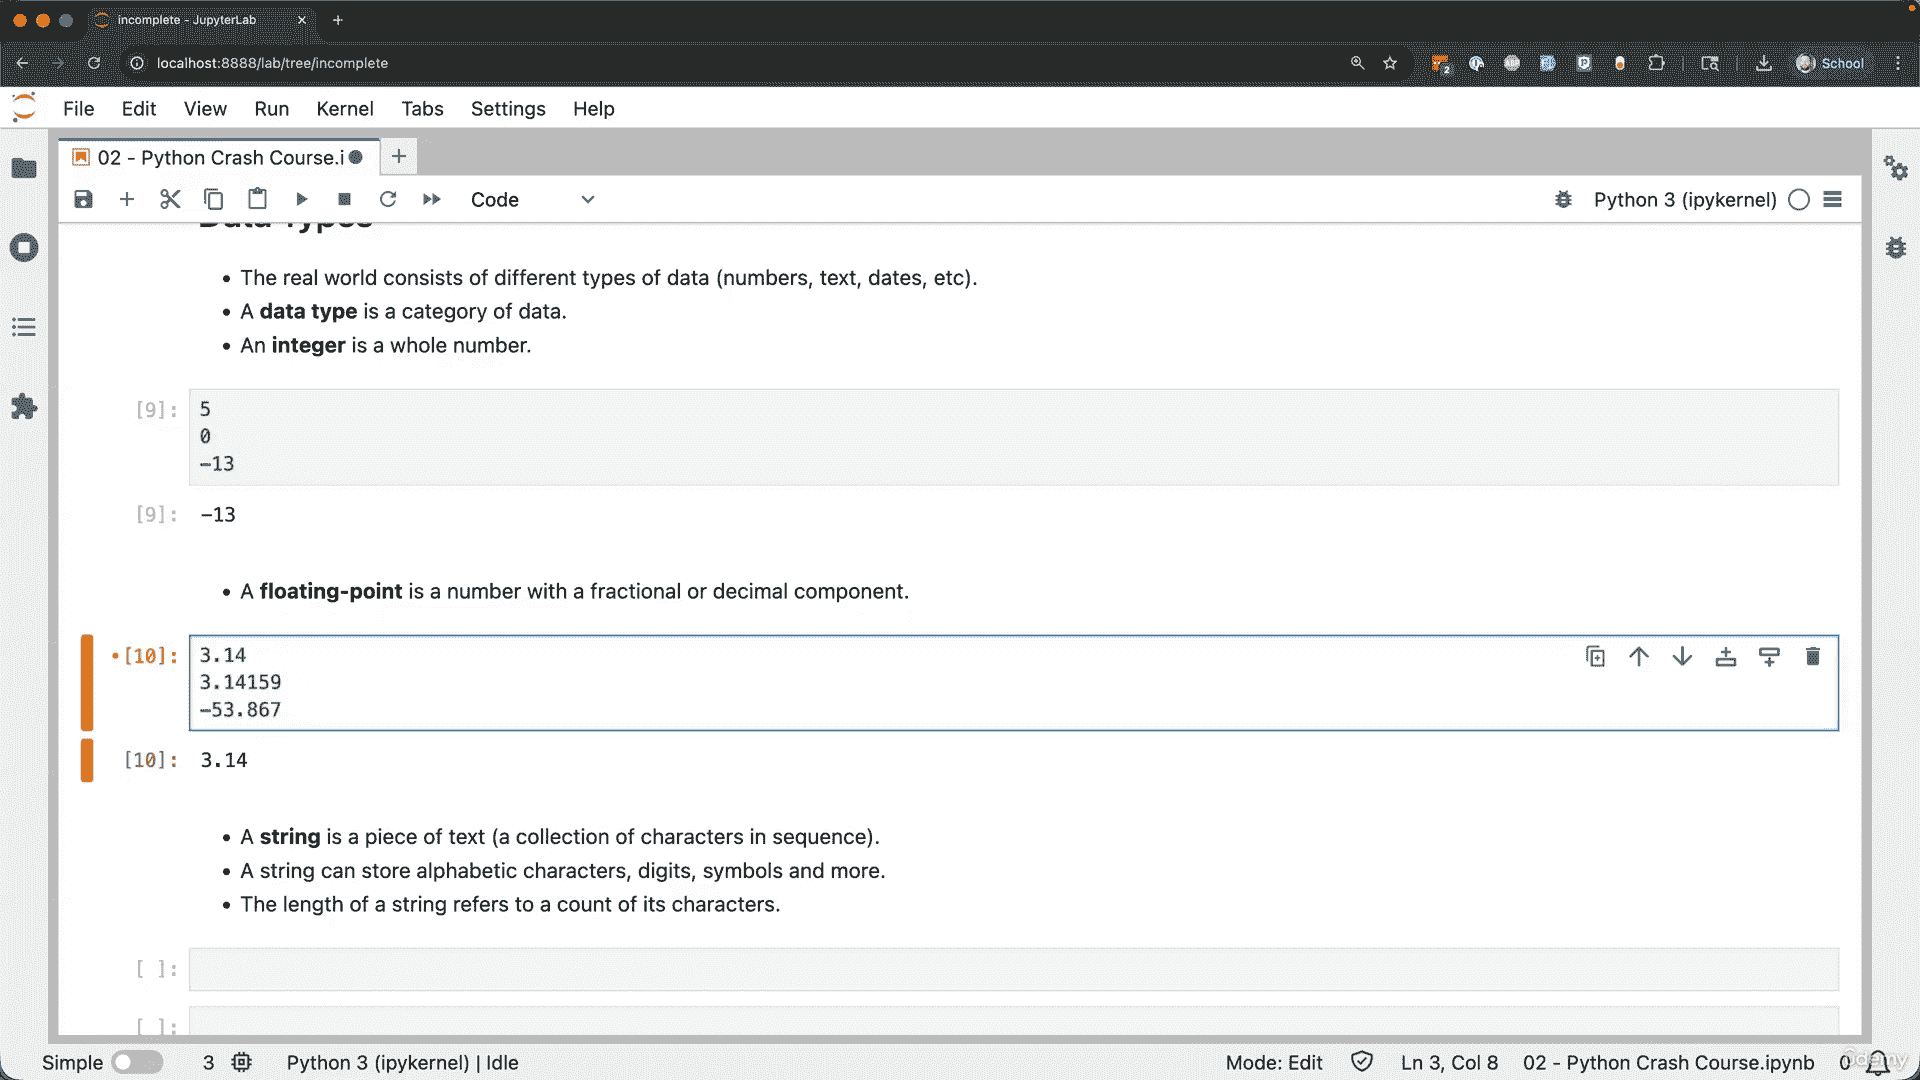 incomplete - JupyterLab
localhost:8888/lab/tree/incomplete
2
School
File Edit View Run Kernel Tabs Settings Help
02 - Python Crash Course.i
Code
Python 3 (ipykernel)
Data Types
• The real world consists of different types of data (numbers, text, dates, etc).
• A data type is a category of data.
• An integer is a whole number.
[9]: 5
0
-13
[9]: -13
• A floating-point is a number with a fractional or decimal component.
•[10]: 3.14
3.14159
-53.867
[10]: 3.14
• A string is a piece of text (a collection of characters in sequence).
• A string can store alphabetic characters, digits, symbols and more.
• The length of a string refers to a count of its characters.
[ ]:
[ ]:
Simple 3 Python 3 (ipykernel) | Idle Mode: Edit Ln 3, Col 8 02 - Python Crash Course.ipynb 0
Udemy